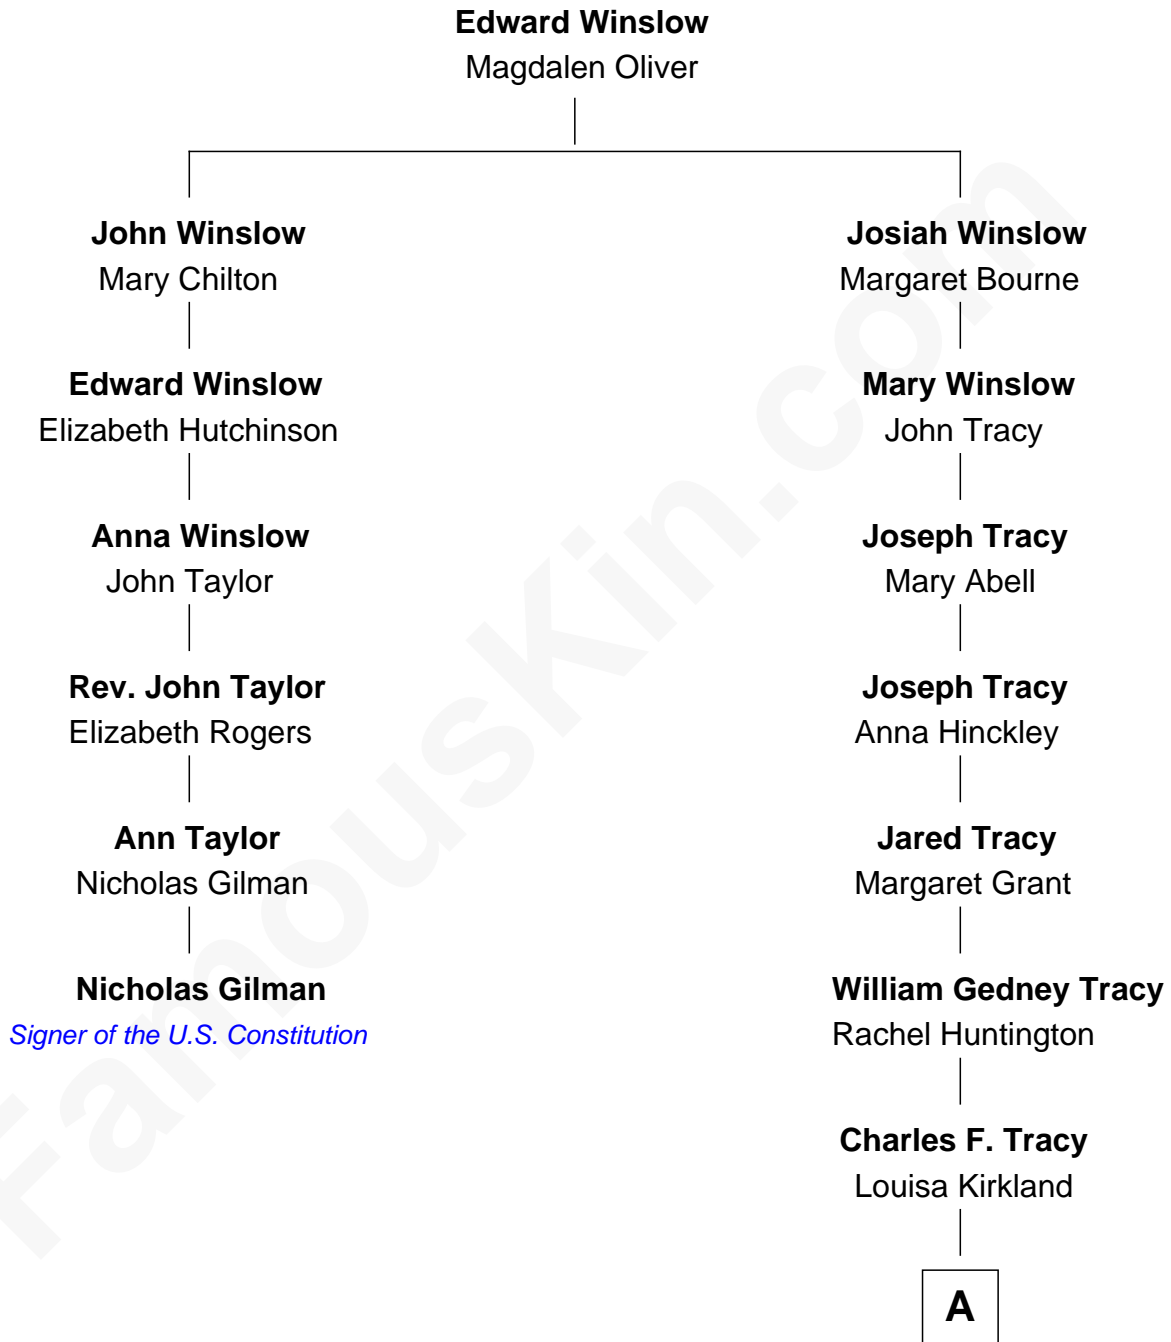 Edward Winslow
Magdalen Oliver
John Winslow
Mary Chilton
Edward Winslow
Elizabeth Hutchinson
Anna Winslow
John Taylor
Rev. John Taylor
Elizabeth Rogers
Ann Taylor
Nicholas Gilman
Nicholas Gilman
Signer of the U.S. Constitution
Josiah Winslow
Margaret Bourne
Mary Winslow
John Tracy
Joseph Tracy
Mary Abell
Joseph Tracy
Anna Hinckley
Jared Tracy
Margaret Grant
William Gedney Tracy
Rachel Huntington
Charles F. Tracy
Louisa Kirkland
A
FamousKin.com